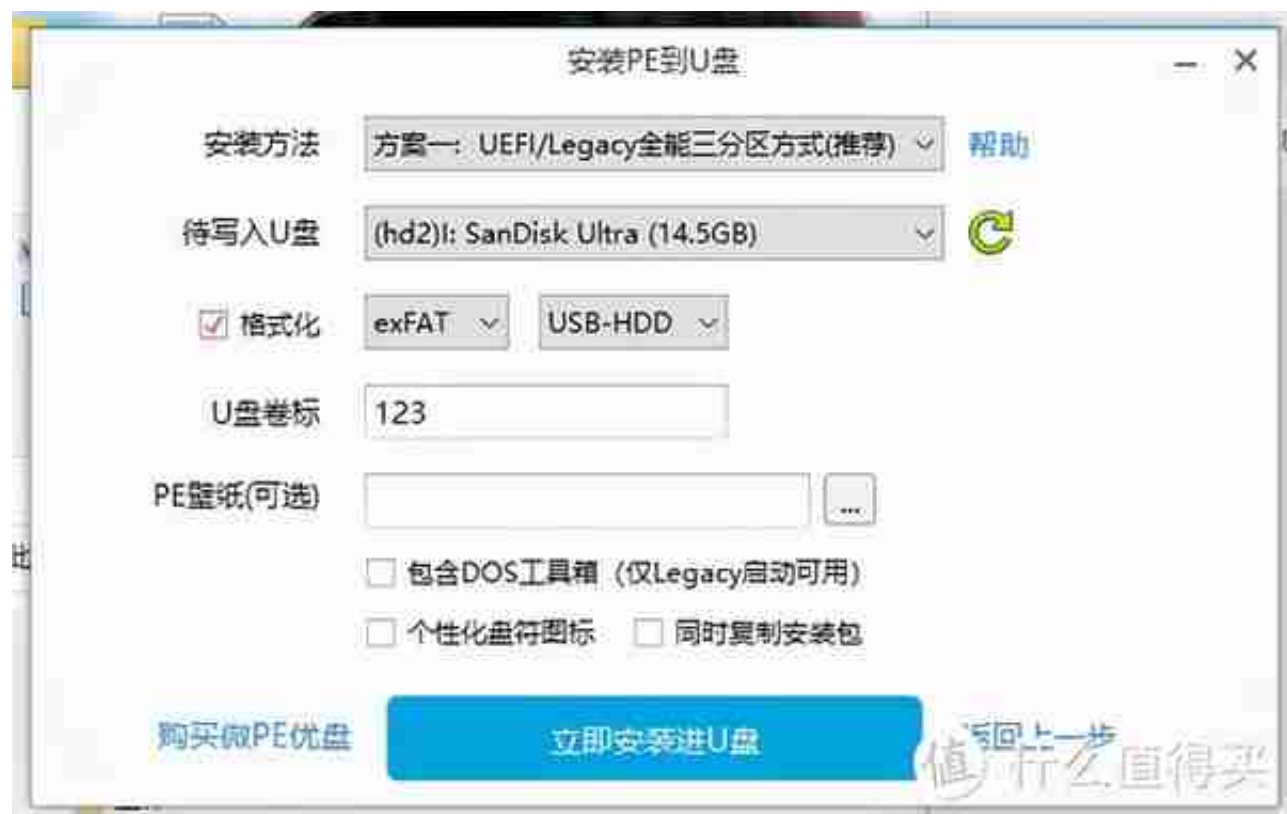 安装PE到U盘
安装方法 方案一：UEFI/Legacy全能三分区方式(推荐) 帮助
待写入U盘 (hd2)I: SanDisk Ultra (14.5GB)
格式化 exFAT USB-HDD
U盘卷标 123
PE壁纸(可选) ...
包含DOS工具箱（仅Legacy启动可用）
个性化盘符图标 同时复制安装包
购买微PE优盘 立即安装进U盘 返回上一步
值 什么值得买